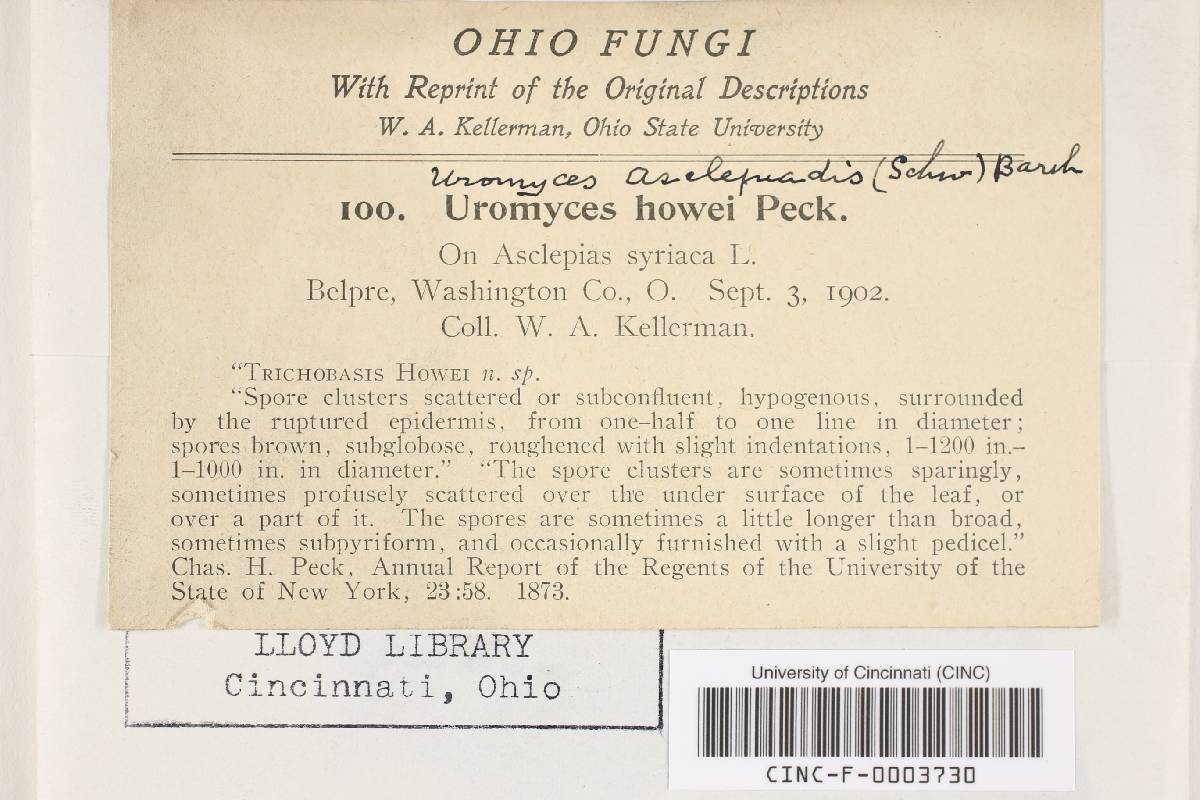 OHIO FUNGI
With Reprint of the Original Descriptions
W. A. Kellerman, Ohio State University
Uromyces asclepiadis (Schw) Barth
100. Uromyces howei Peck.
On Asclepias syriaca L.
Belpre, Washington Co., O. Sept. 3, 1902.
Coll. W. A. Kellerman.
“TRICHOBASIS HOWEI n. sp.
“Spore clusters scattered or subconfluent, hypogenous, surrounded
by the ruptured epidermis, from one-half to one line in diameter;
spores brown, subglobose, roughened with slight indentations, 1–1200 in.–
1–1000 in. in diameter.” “The spore clusters are sometimes sparingly,
sometimes profusely scattered over the under surface of the leaf, or
over a part of it. The spores are sometimes a little longer than broad,
sometimes subpyriform, and occasionally furnished with a slight pedicel.”
Chas. H. Peck, Annual Report of the Regents of the University of the
State of New York, 23:58. 1873.
LLOYD LIBRARY
Cincinnati, Ohio
University of Cincinnati (CINC)
CINC-F-0003730